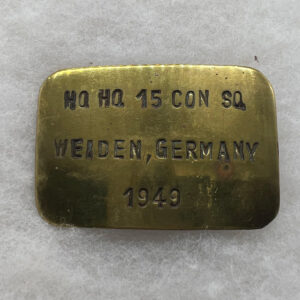 HQ HQ 15 CON SQ
WEIDEN, GERMANY
1949